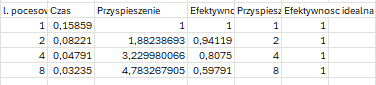 l. pocesow Czas Przyspieszenie Efektywno Przyspiesz Efektywnosc idealna
1 0,15859 1 1 1 1
2 0,08221 1,88238693 0,94119 2 1
4 0,04791 3,229980066 0,8075 4 1
8 0,03235 4,783267905 0,59791 8 1